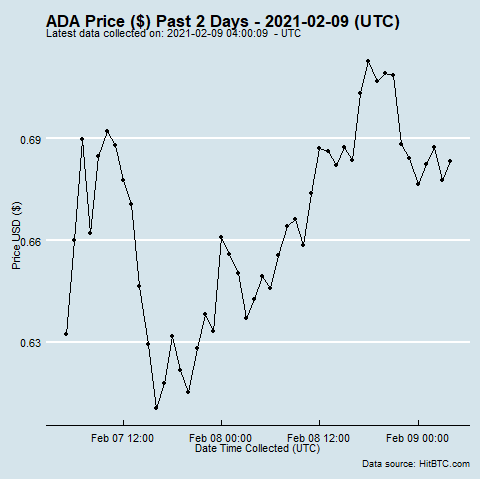 ADA Price ($) Past 2 Days - 2021-02-09 (UTC)
Latest data collected on: 2021-02-09 04:00:09  - UTC
Price USD ($)
0.69
0.66
0.63
Feb 07 12:00
Feb 08 00:00
Feb 08 12:00
Feb 09 00:00
Date Time Collected (UTC)
Data source: HitBTC.com